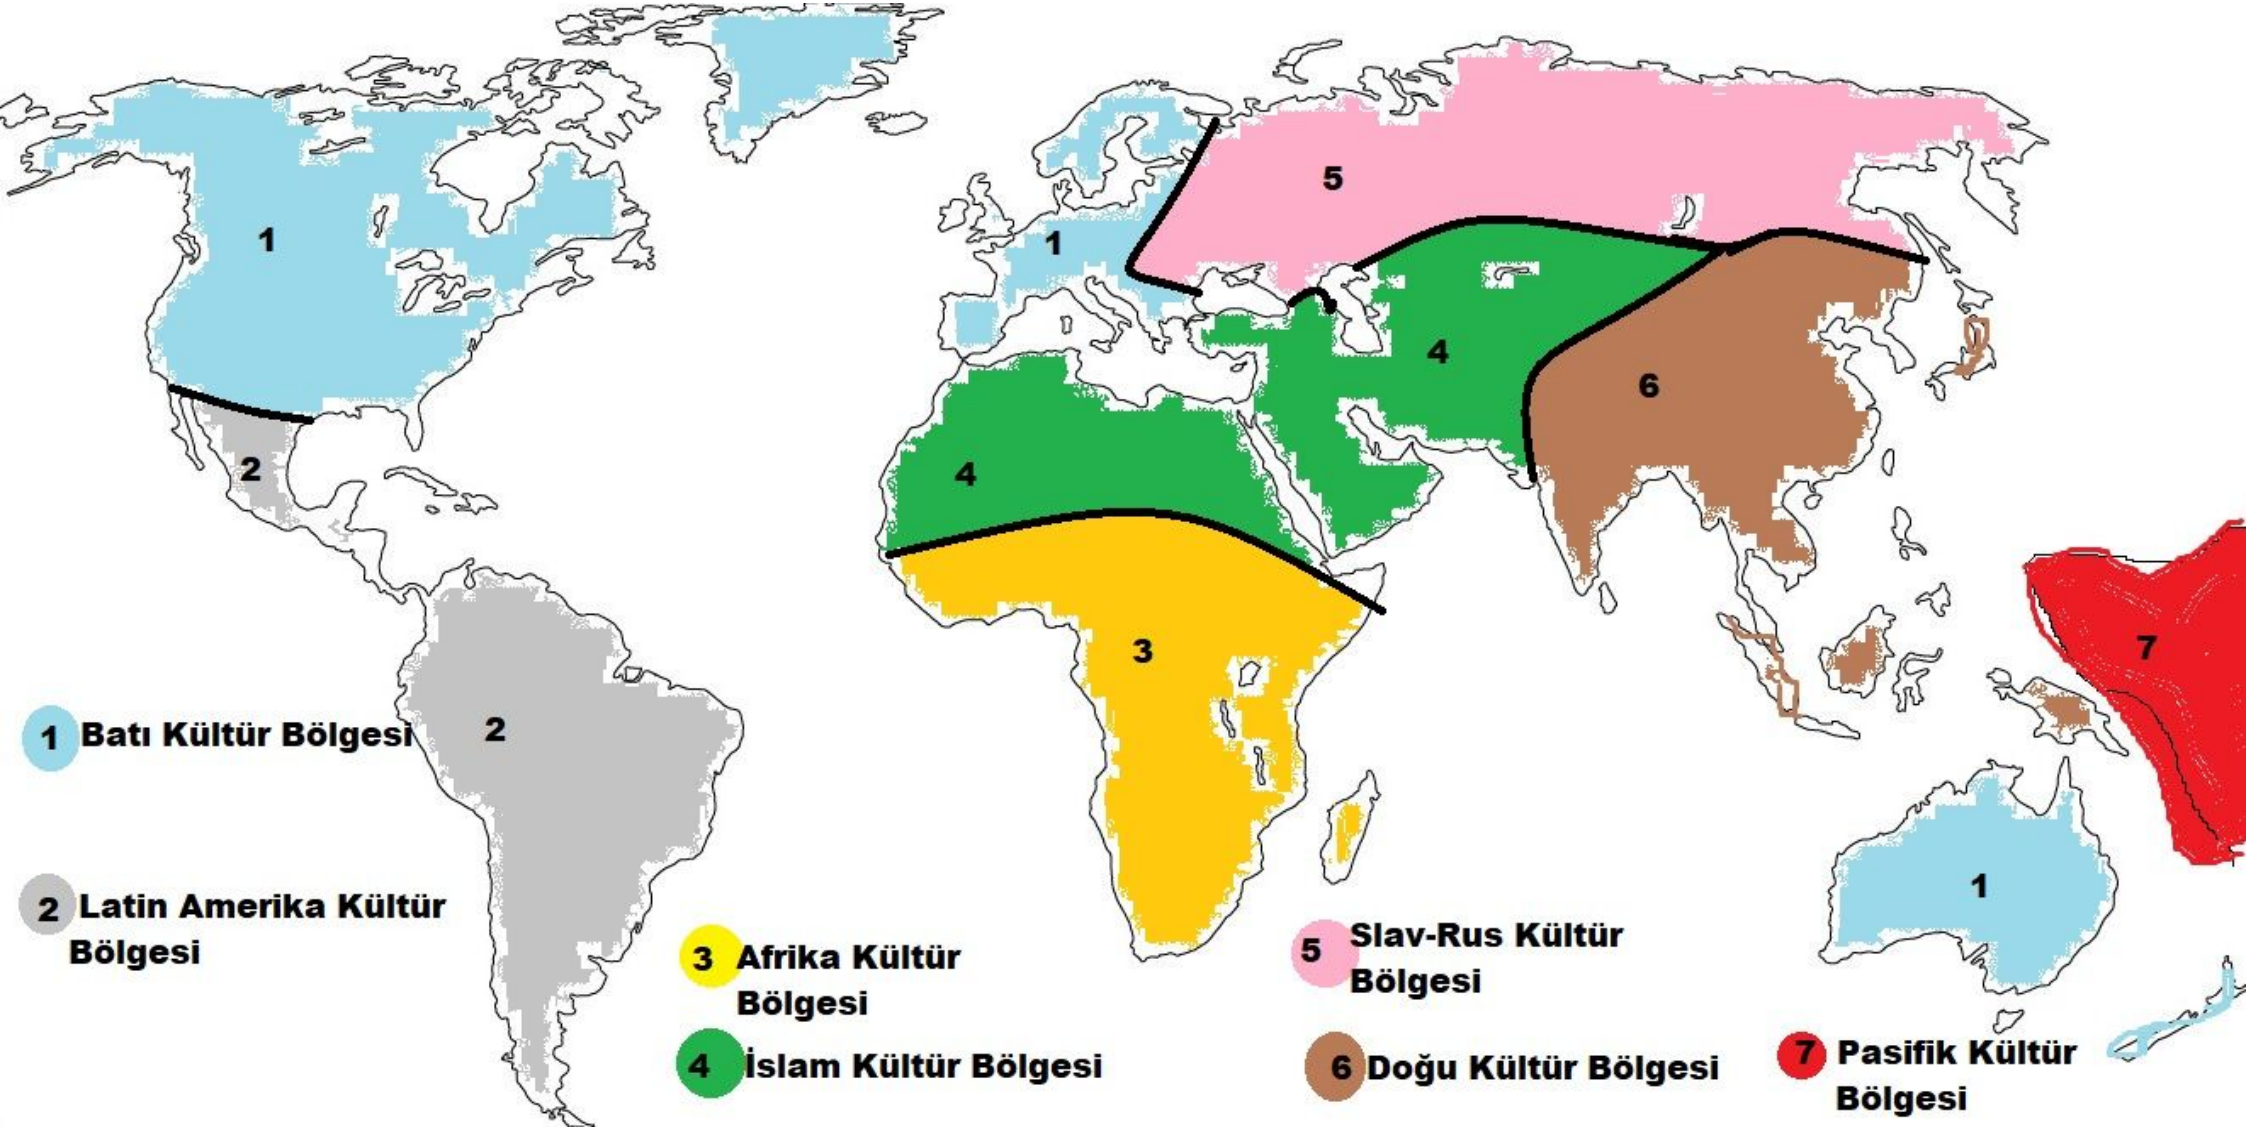 5
1
1
4
6
4
2
7
3
2
1
1 Batı Kültür Bölgesi
2 Latin Amerika Kültür
Bölgesi
3 Afrika Kültür
Bölgesi
4 İslam Kültür Bölgesi
5 Slav-Rus Kültür
Bölgesi
6 Doğu Kültür Bölgesi
7 Pasifik Kültür
Bölgesi